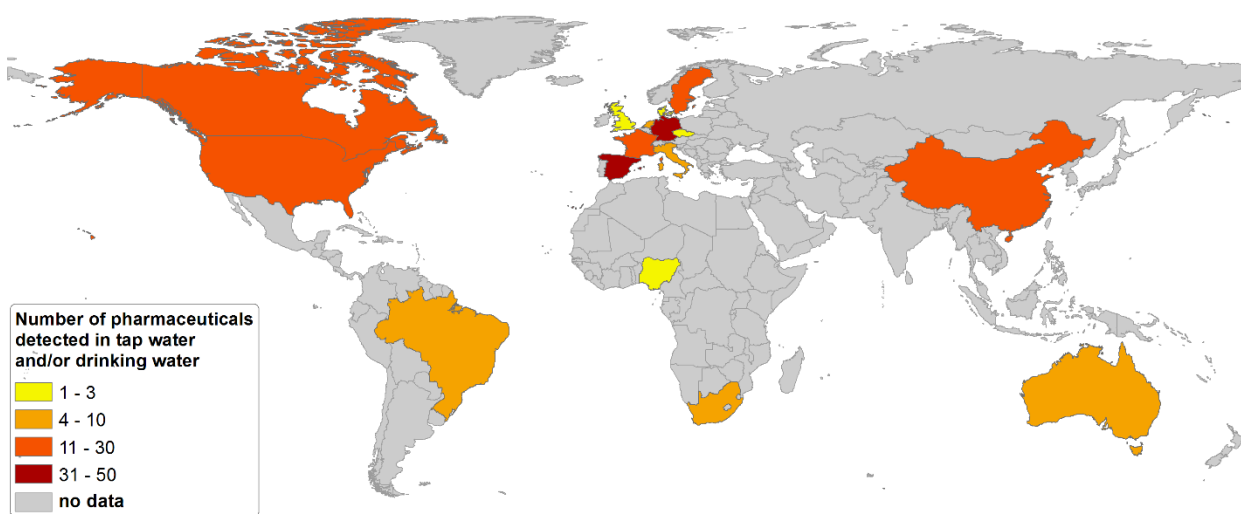 Number of pharmaceuticals
detected in tap water
and/or drinking water
1 - 3
4 - 10
11 - 30
31 - 50
no data